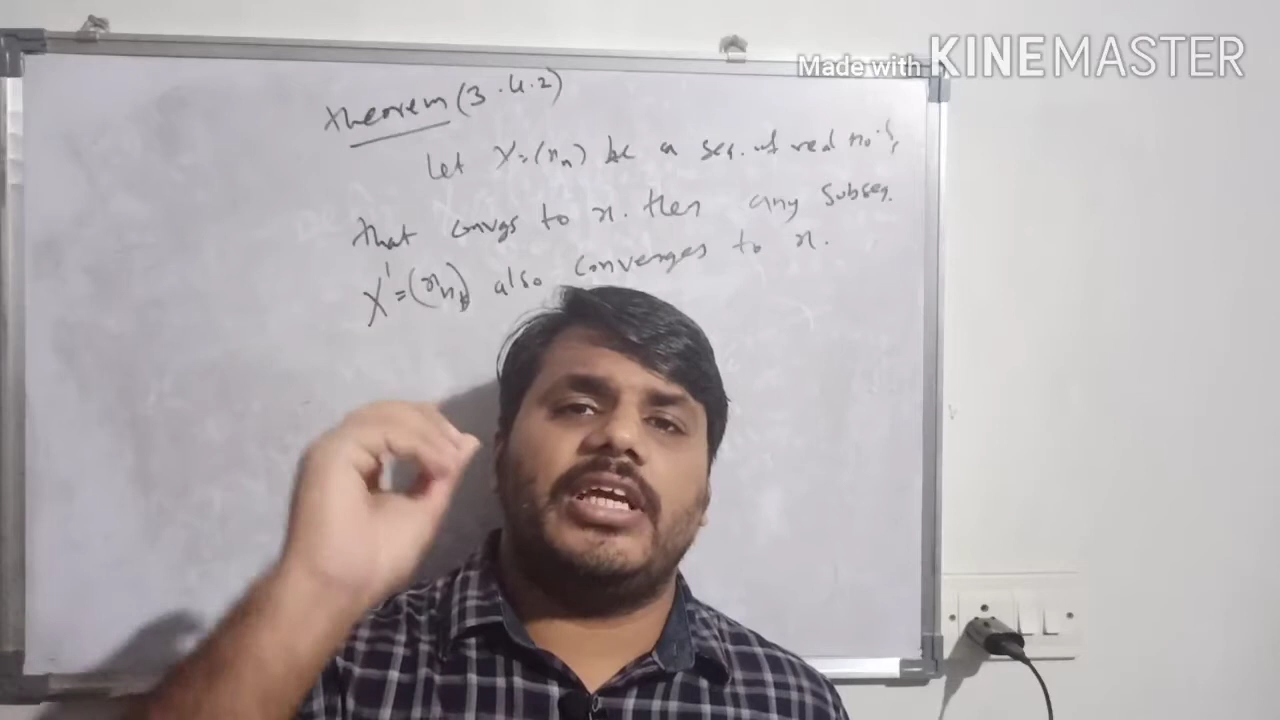 Made with KINEMASTER
theorem (3.4.2)
Let X=(xₙ) be a seq. of real no:s,
that convgs to x. then any subseq.
X'=(xₙₖ) also converges to x.